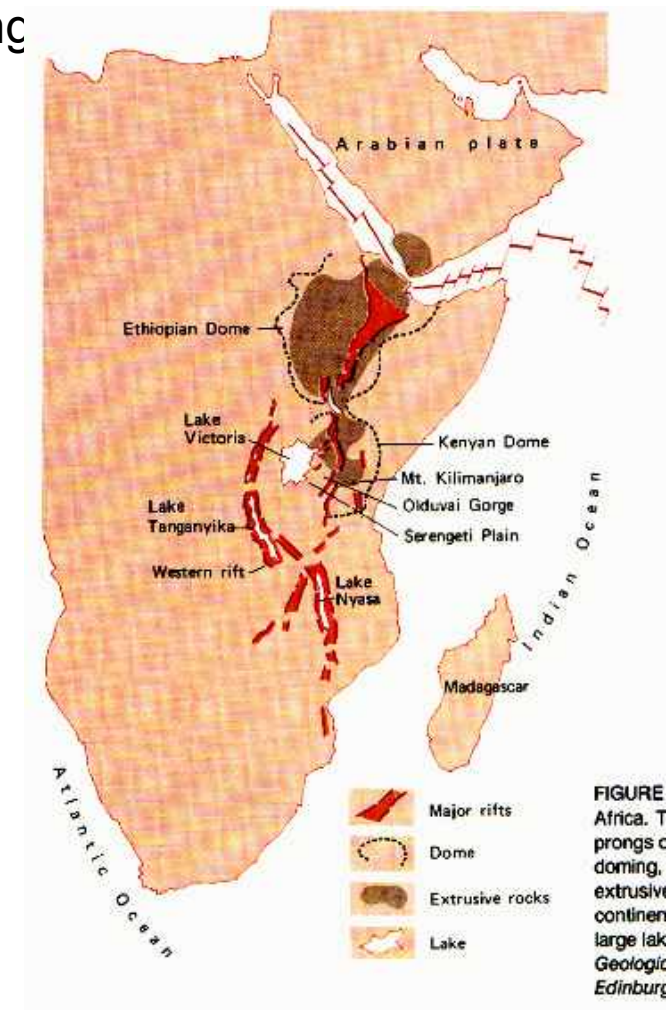 Arabian plate
Ethiopian Dome
Lake
Victoria
Kenyan Dome
Mt. Kilimanjaro
Olduvai Gorge
Lake
Tanganyika
Serengeti Plain
Western rift
Lake
Nyasa
Indian Ocean
Madagascar
Atlantic Ocean
Major rifts
Dome
Extrusive rocks
Lake
FIGURE
Africa. T
prongs o
doming,
extrusive
continen
large lak
Geologic
Edinburg